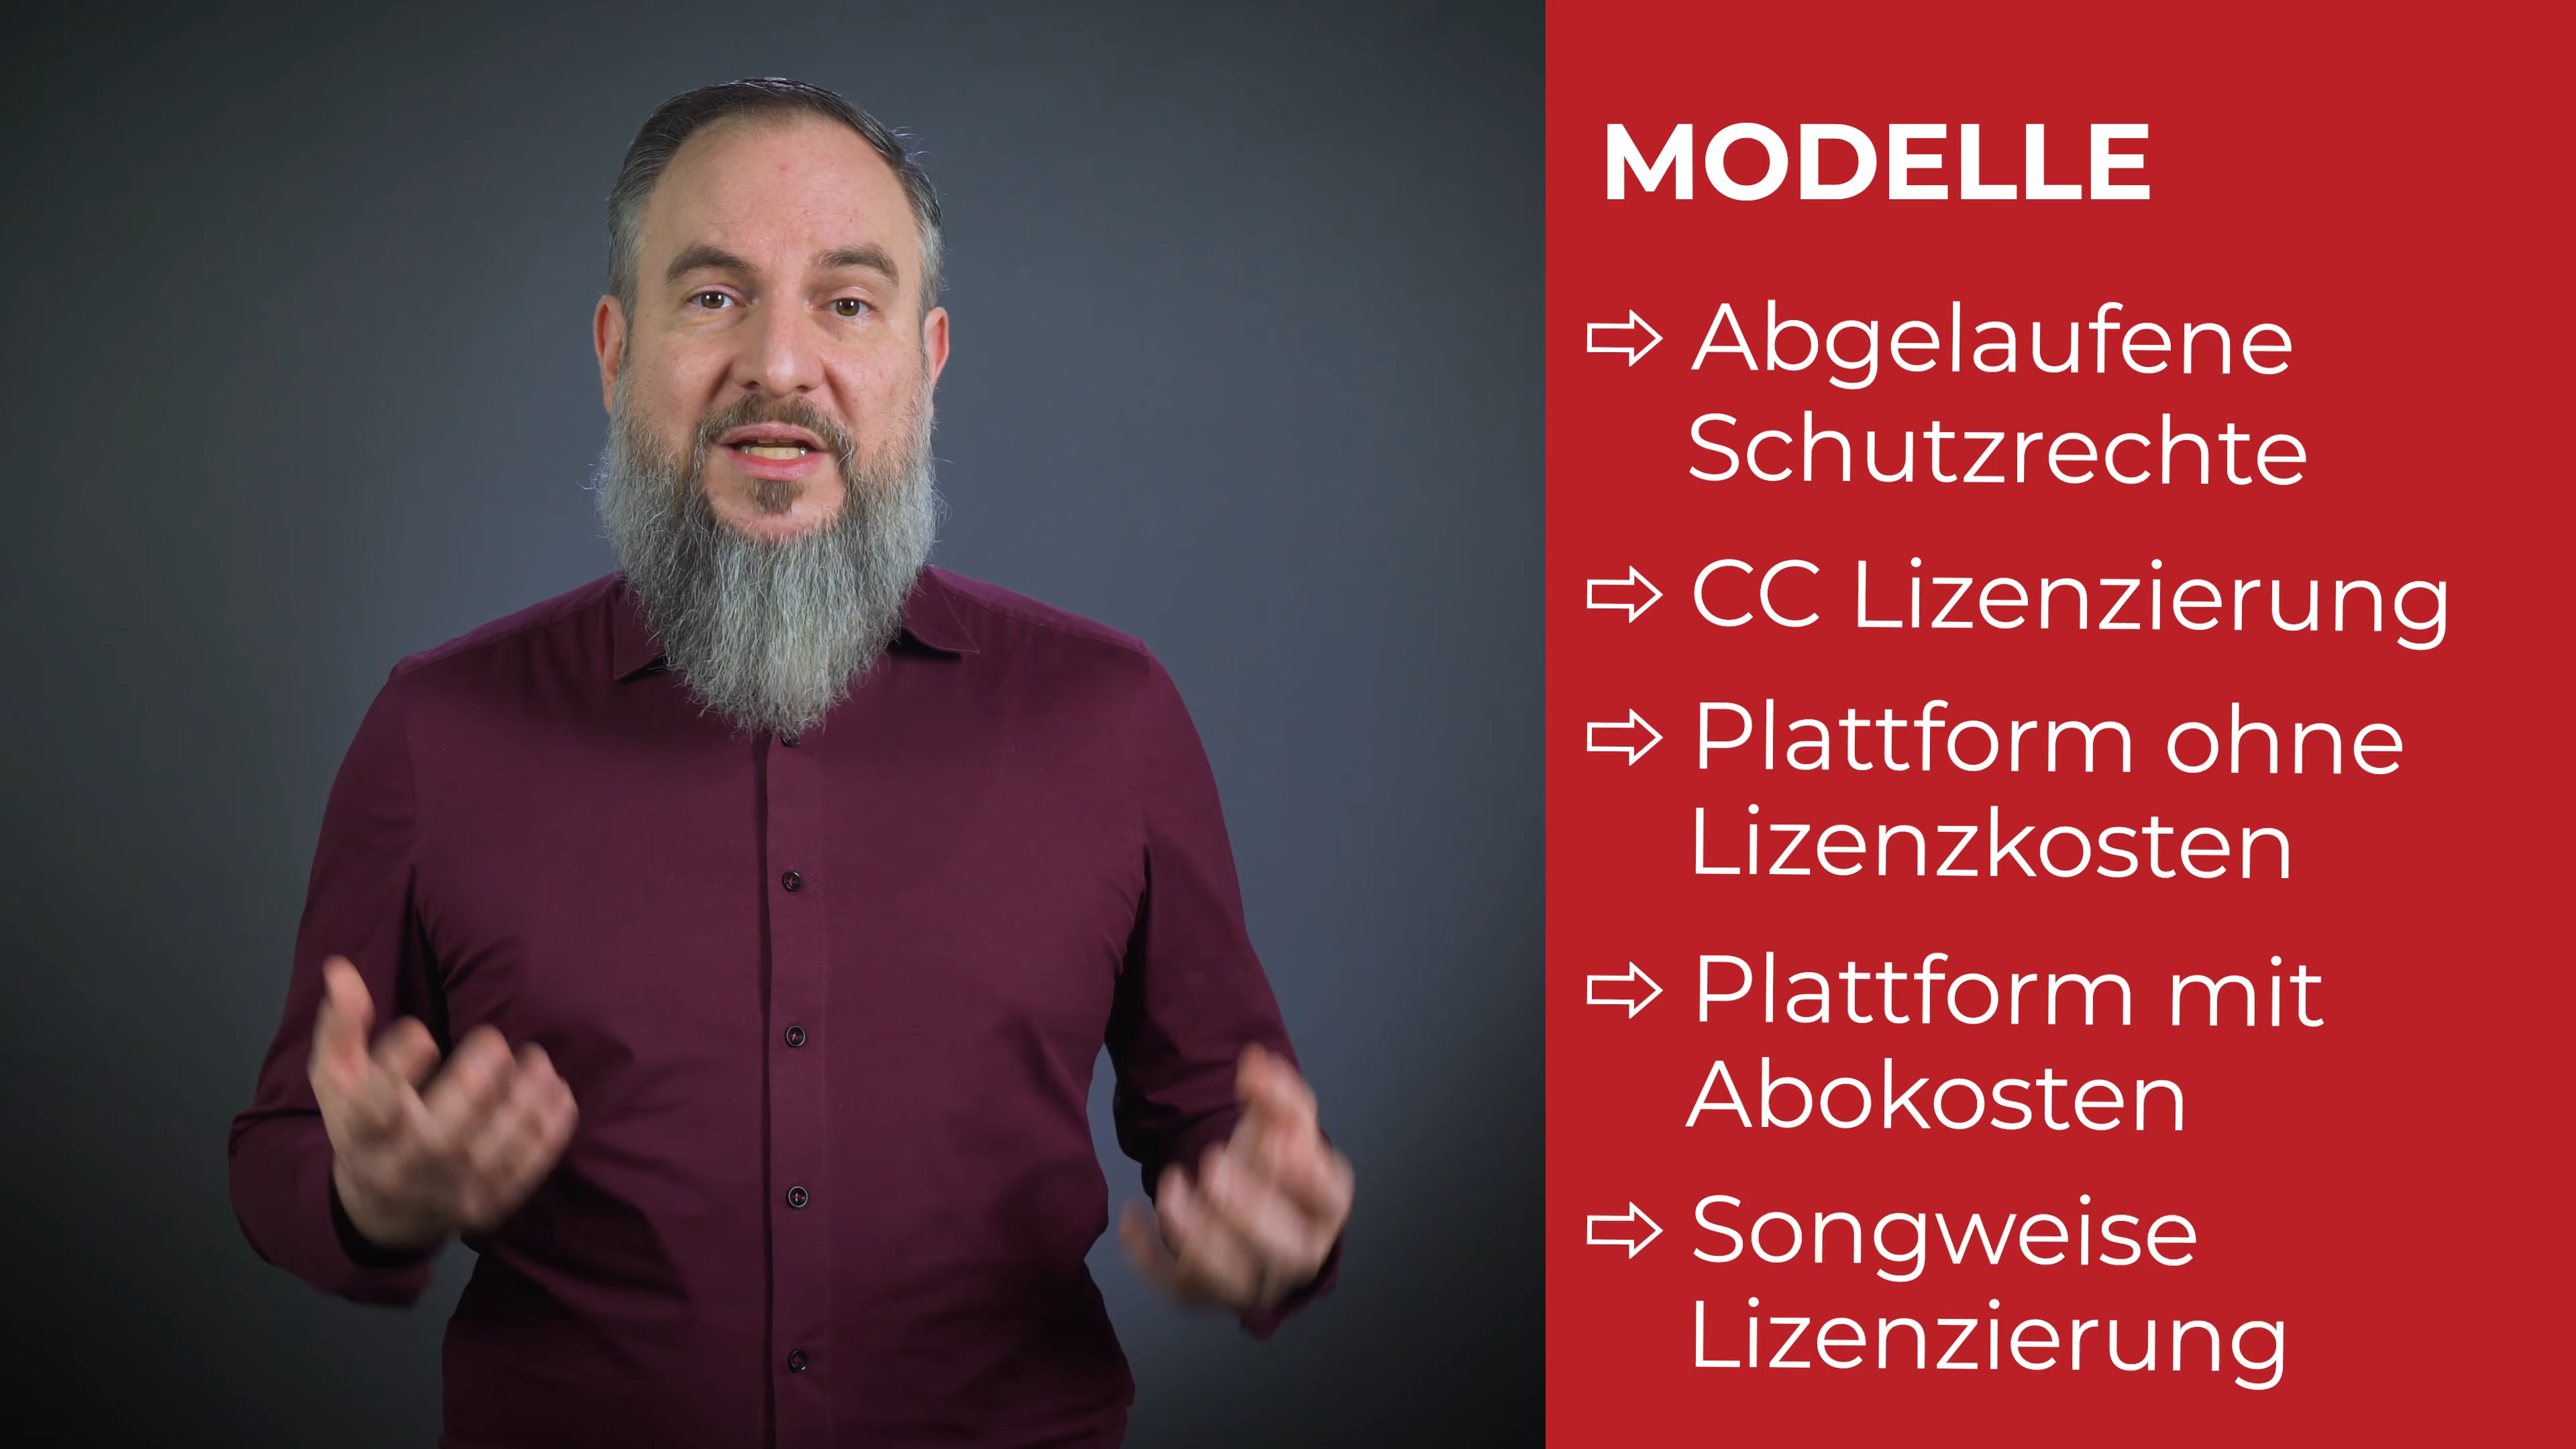 MODELLE
⇨ Abgelaufene
Schutzrechte
⇨ CC Lizenzierung
⇨ Plattform ohne
Lizenzkosten
⇨ Plattform mit
Abokosten
⇨ Songweise
Lizenzierung